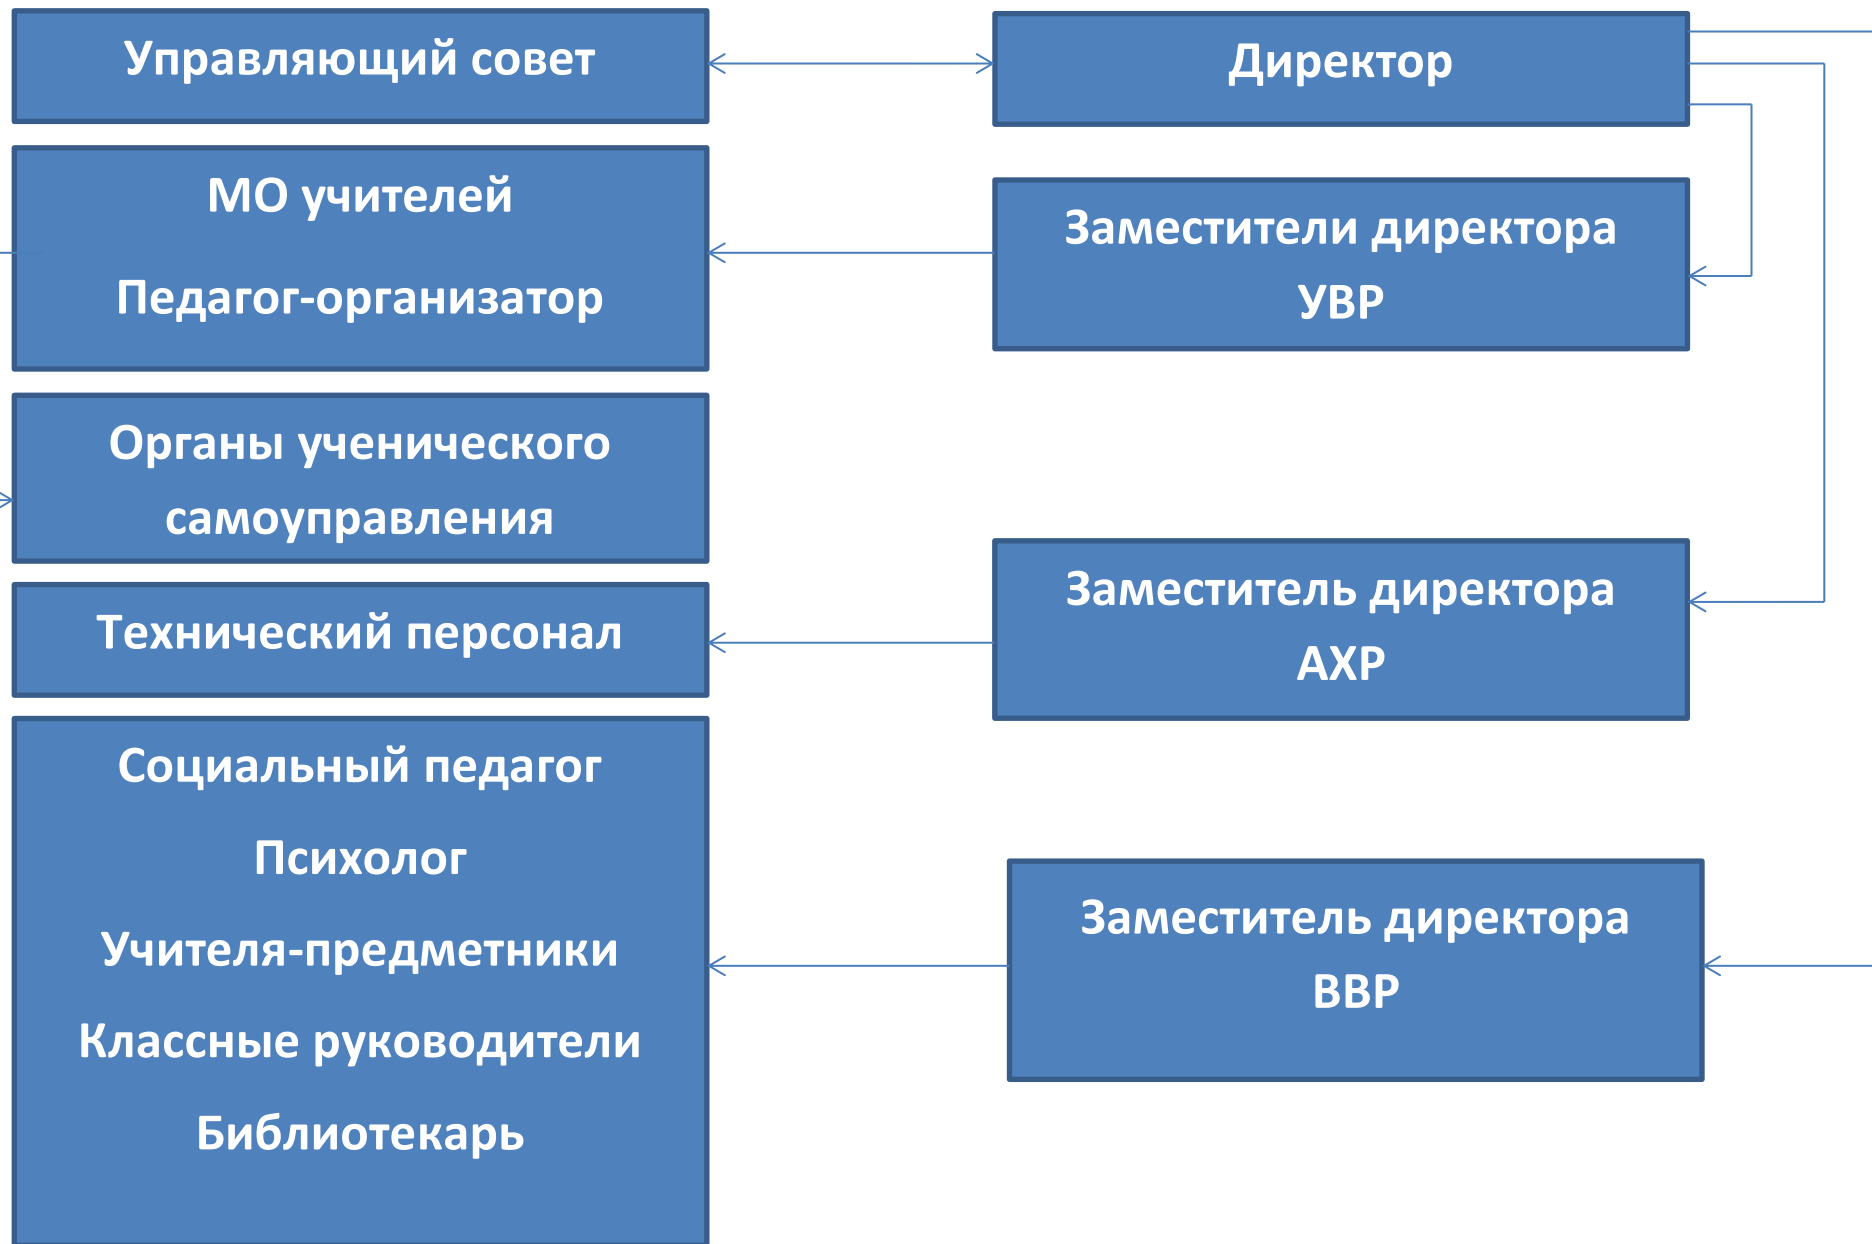 Управляющий совет
Директор
МО учителей
Педагог-организатор
Заместители директора
УВР
Органы ученического
самоуправления
Технический персонал
Заместитель директора
АХР
Социальный педагог
Психолог
Учителя-предметники
Классные руководители
Библиотекарь
Заместитель директора
ВВР